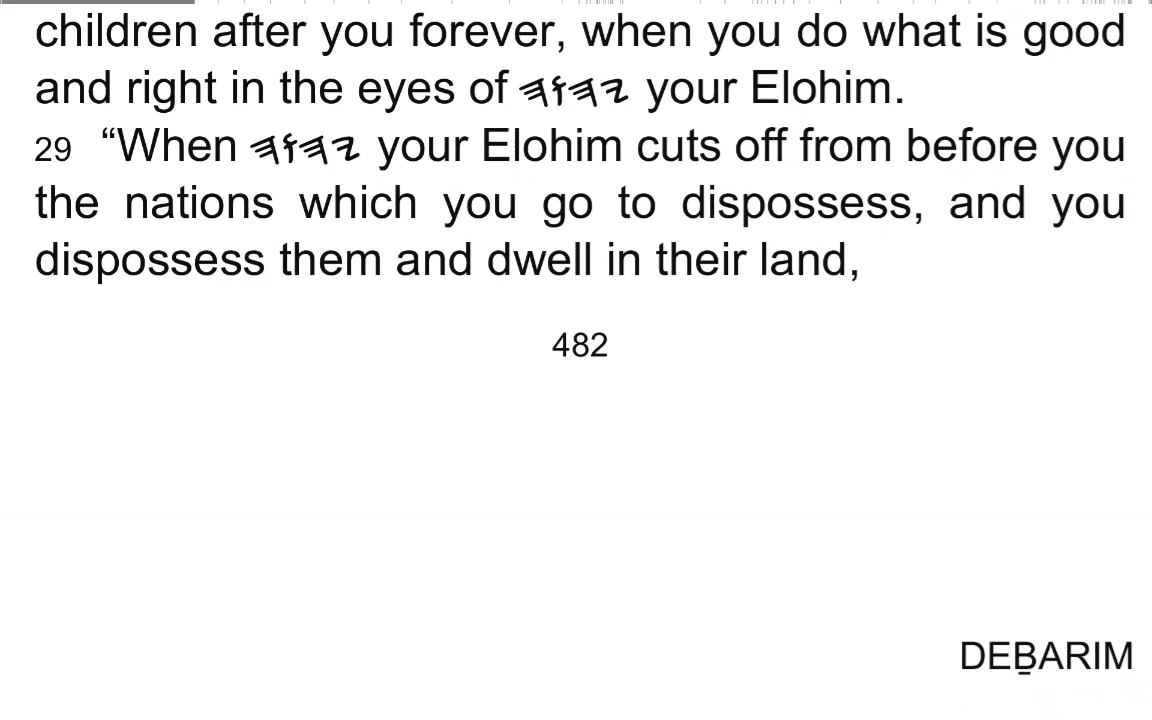 children after you forever, when you do what is good
and right in the eyes of 𐤉𐤄𐤅𐤄 your Elohim.
29 “When 𐤉𐤄𐤅𐤄 your Elohim cuts off from before you
the nations which you go to dispossess, and you
dispossess them and dwell in their land,
482
DEḆARIM